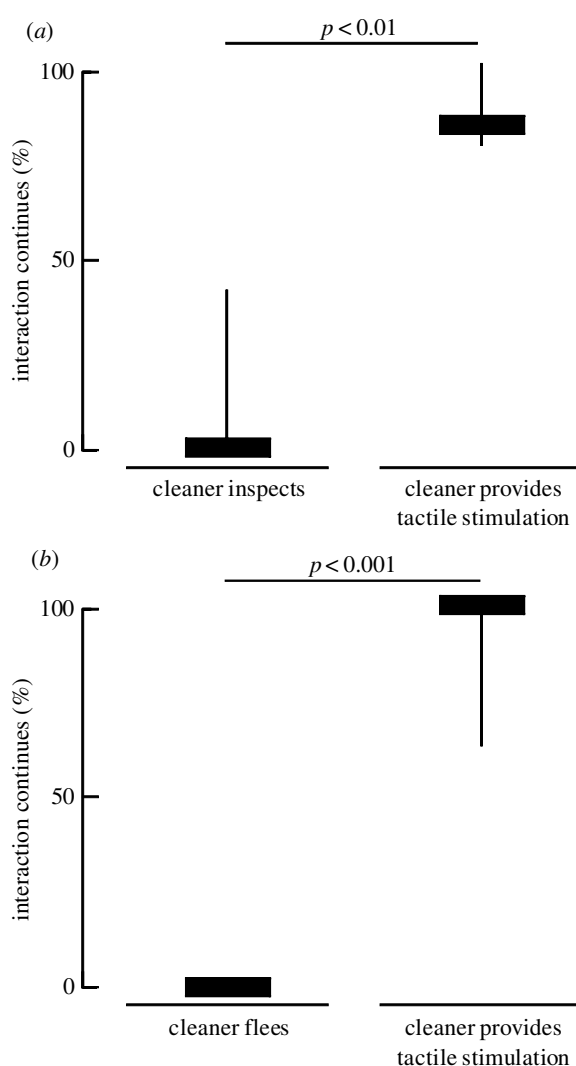 (a)
p < 0.01
interaction continues (%)
100
50
0
cleaner inspects
cleaner provides
tactile stimulation
(b)
p < 0.001
interaction continues (%)
100
50
0
cleaner flees
cleaner provides
tactile stimulation